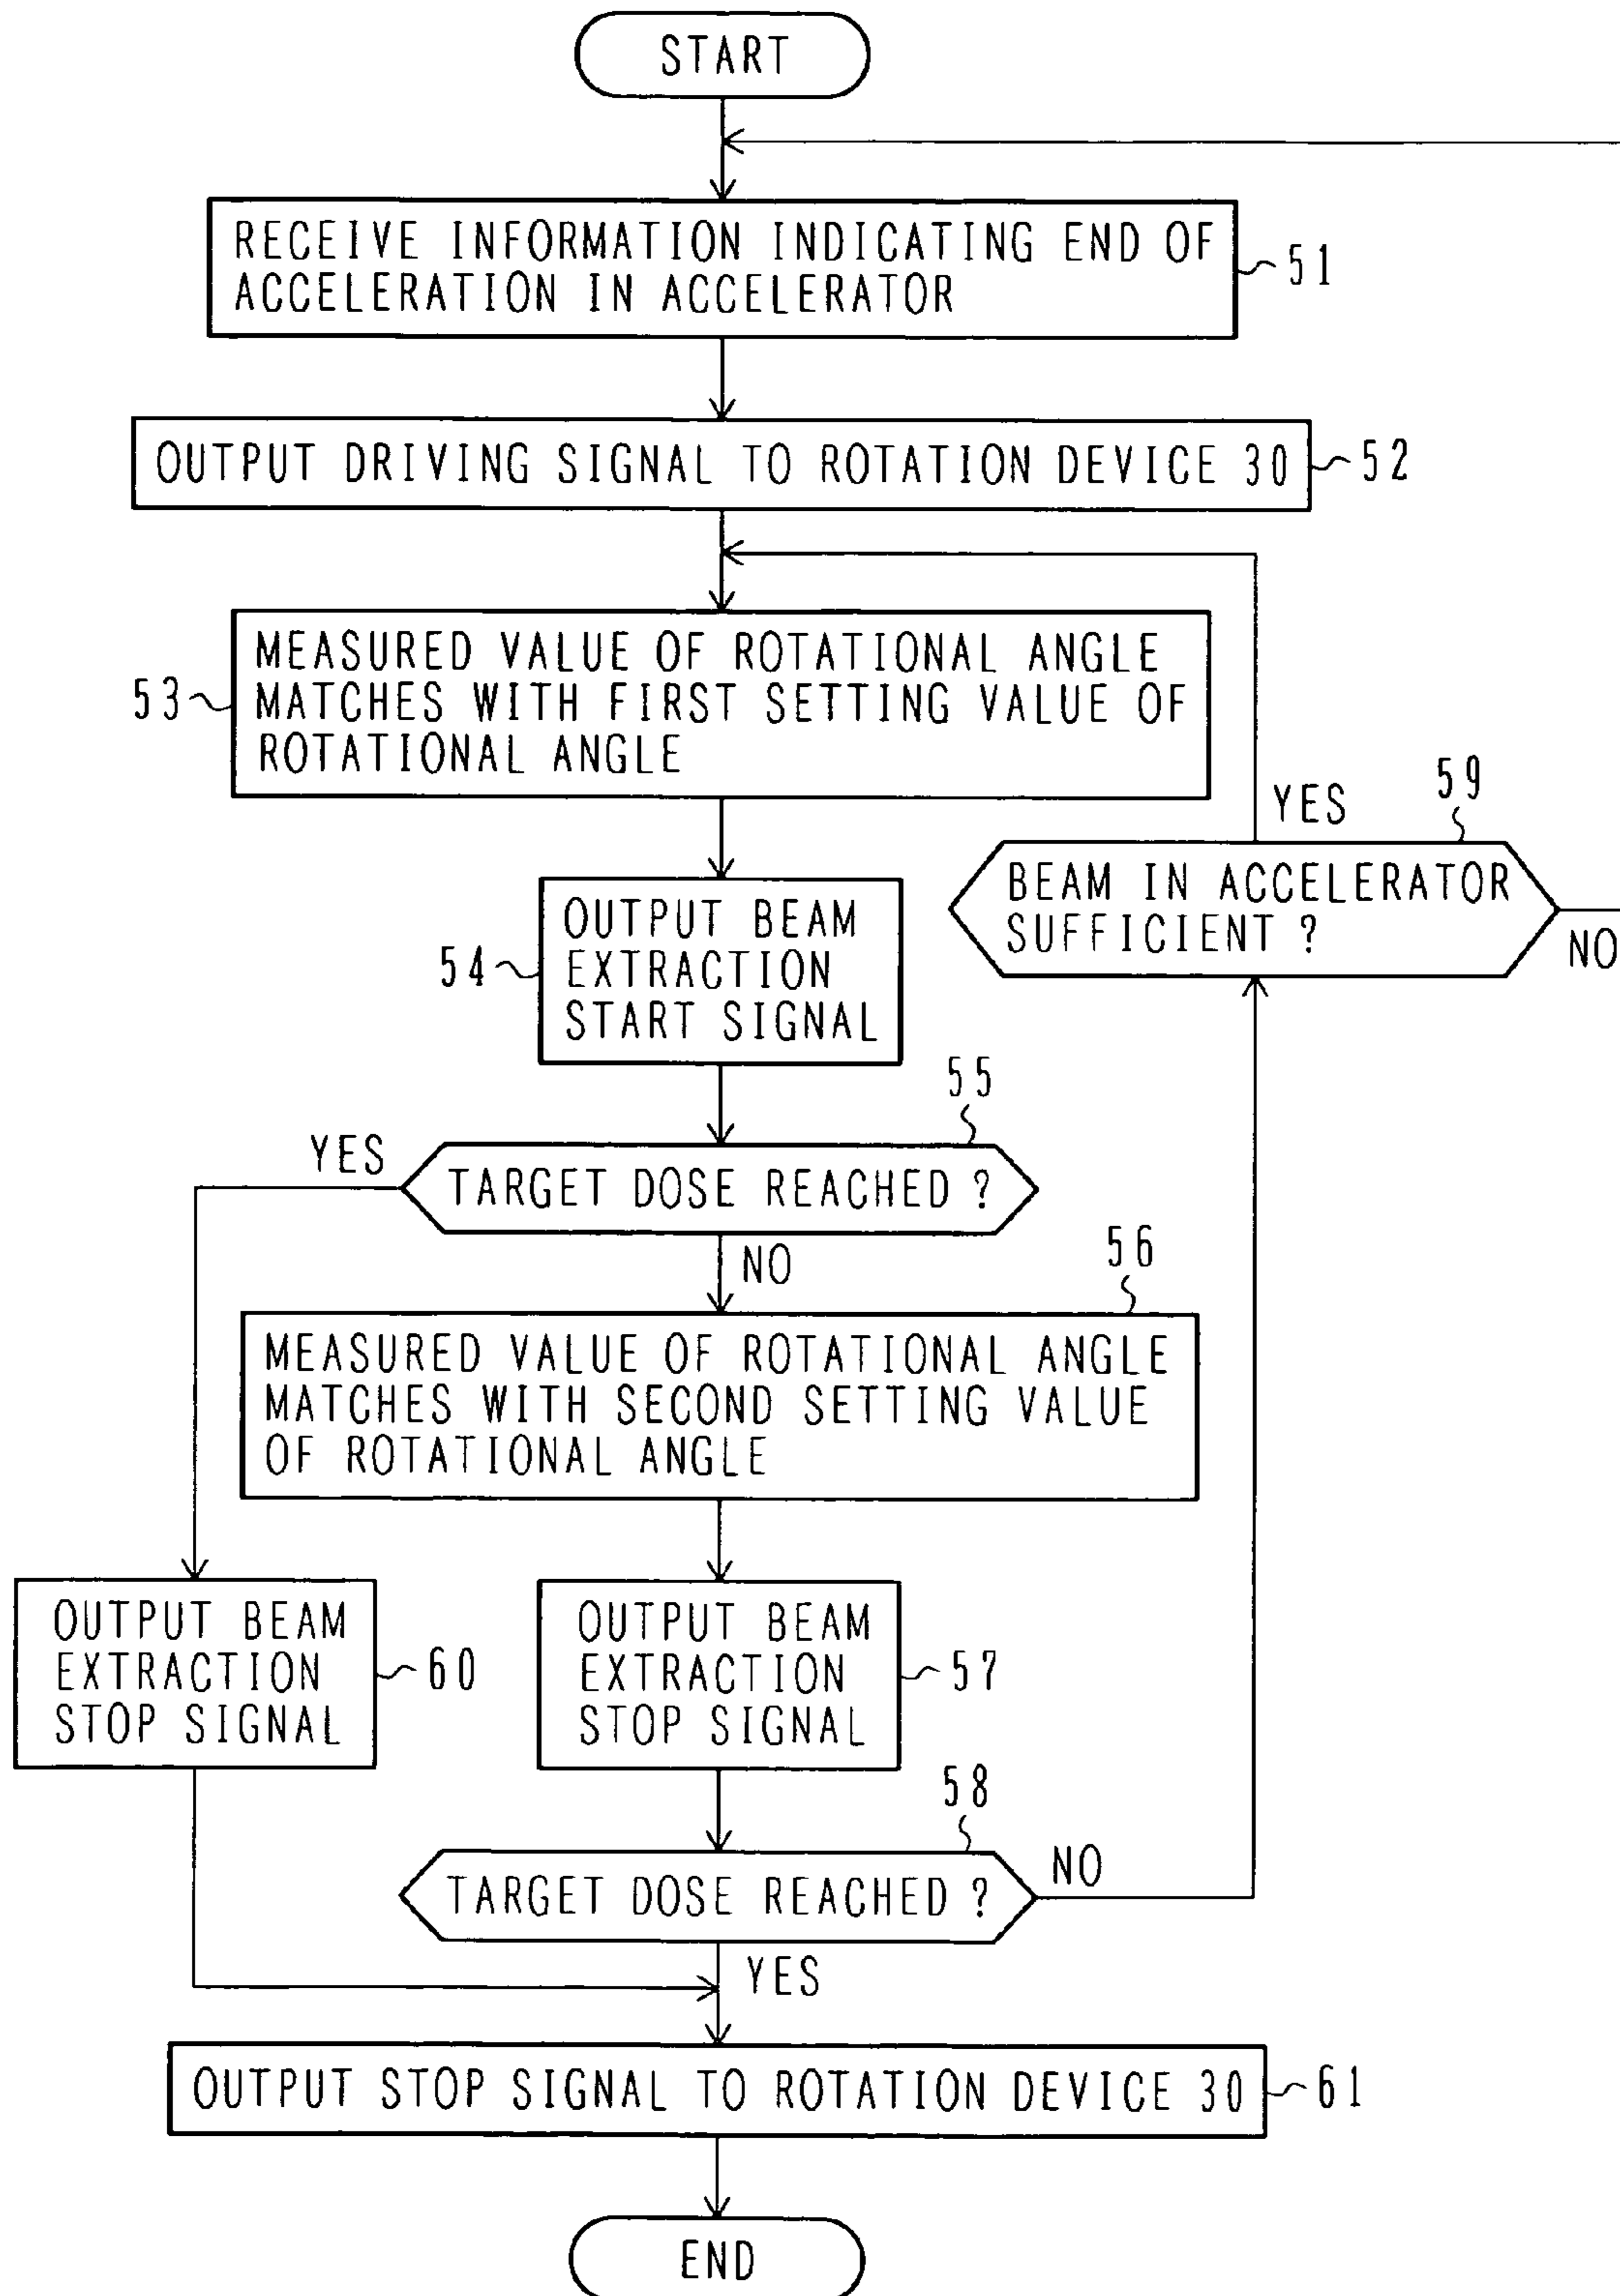 START
RECEIVE INFORMATION INDICATING END OF
ACCELERATION IN ACCELERATOR
51
OUTPUT DRIVING SIGNAL TO ROTATION DEVICE 30
52
MEASURED VALUE OF ROTATIONAL ANGLE
MATCHES WITH FIRST SETTING VALUE OF
ROTATIONAL ANGLE
53
59
YES
BEAM IN ACCELERATOR
SUFFICIENT ?
NO
OUTPUT BEAM
EXTRACTION
START SIGNAL
54
55
YES
TARGET DOSE REACHED ?
NO
56
MEASURED VALUE OF ROTATIONAL ANGLE
MATCHES WITH SECOND SETTING VALUE
OF ROTATIONAL ANGLE
OUTPUT BEAM
EXTRACTION
STOP SIGNAL
60
OUTPUT BEAM
EXTRACTION
STOP SIGNAL
57
58
TARGET DOSE REACHED ?
NO
YES
OUTPUT STOP SIGNAL TO ROTATION DEVICE 30
61
END